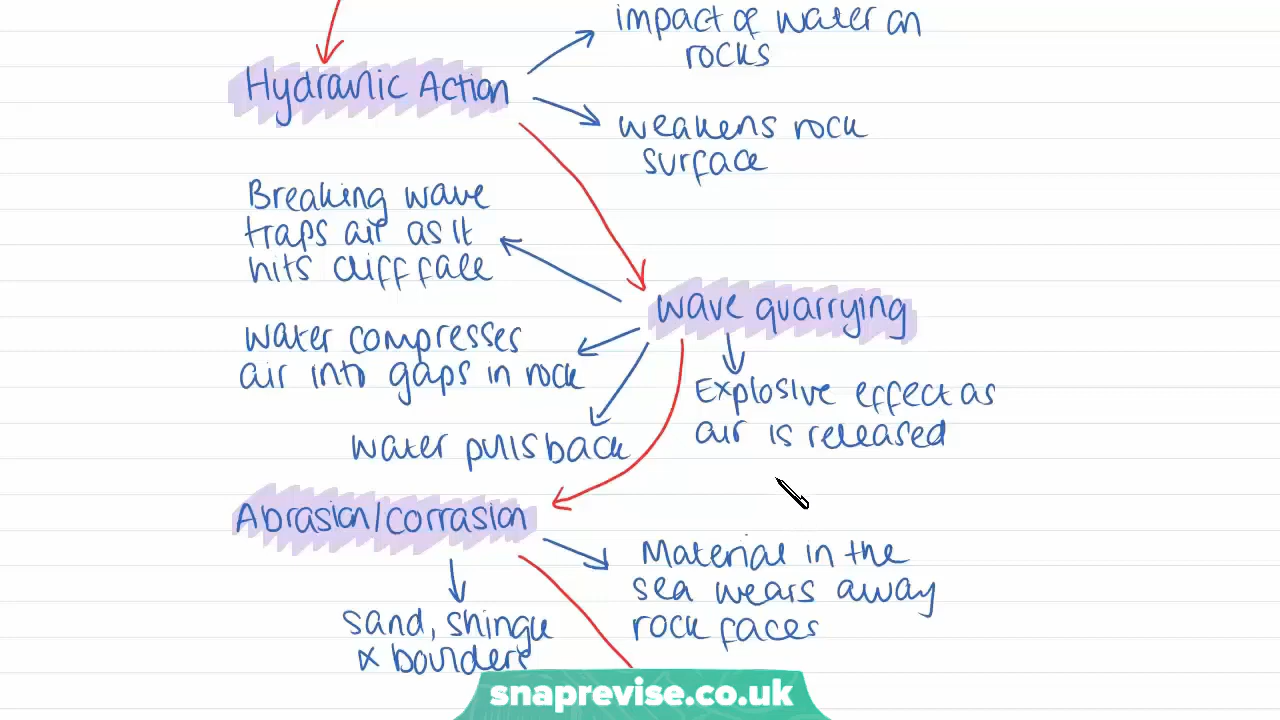 impact of water on
rocks
Hydraulic Action
weakens rock
surface
Breaking wave
traps air as it
hits cliff face
Wave quarrying
Water compresses
air into gaps in rock
Explosive effect as
air is released
Water pulls back
Abrasion/corrasion
Material in the
sea wears away
rock faces
sand, shingle
& boulders
snaprevise.co.uk